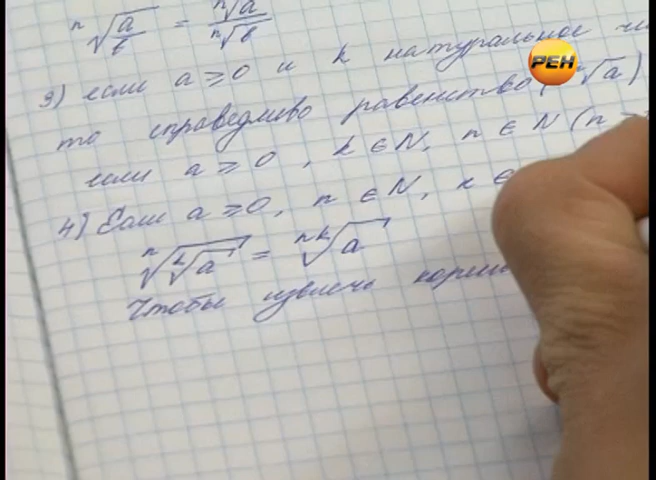 ⁿ√(a/b) = ⁿ√a / ⁿ√b
3) если a ⩾ 0 и k натуральное
РЕН
то справедливо равенство (√a)
если a ⩾ 0, k ∈ N, n ∈ N (n
4) Если a ⩾ 0, n ∈ N, k ∈
ⁿ√(ᵏ√a) = ⁿᵏ√a
Чтобы извлечь корень